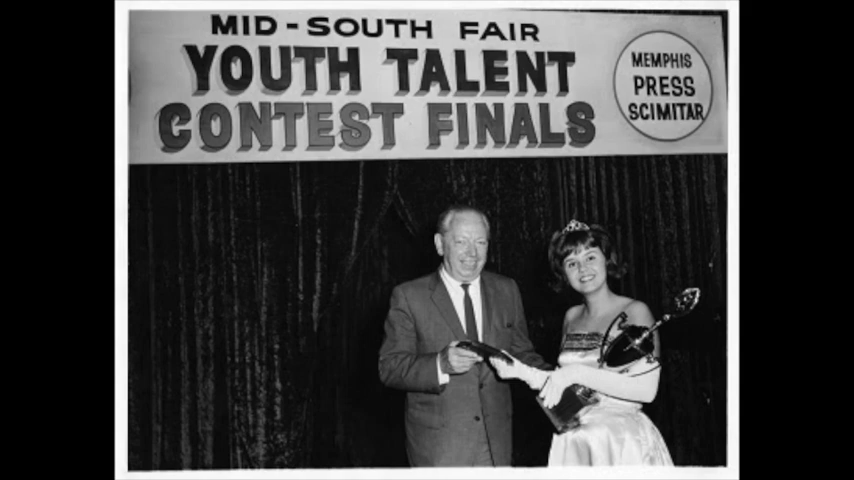 MID-SOUTH FAIR
YOUTH TALENT
CONTEST FINALS
MEMPHIS
PRESS
SCIMITAR